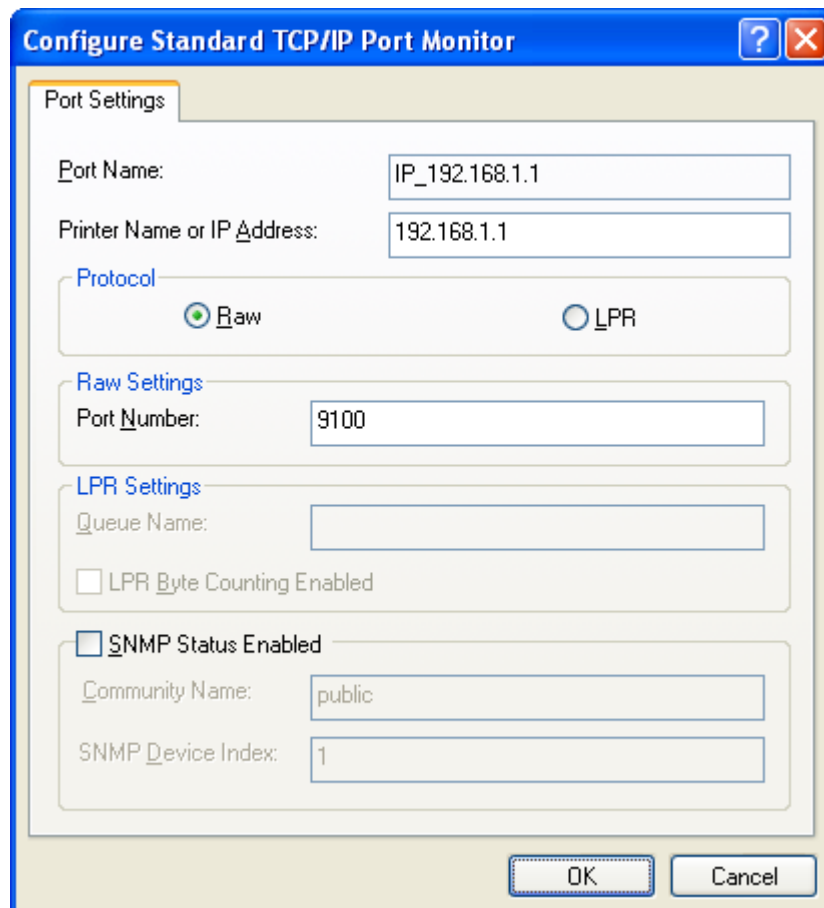 Configure Standard TCP/IP Port Monitor
Port Settings
Port Name: IP_192.168.1.1
Printer Name or IP Address: 192.168.1.1
Protocol
Raw LPR
Raw Settings
Port Number: 9100
LPR Settings
Queue Name:
LPR Byte Counting Enabled
SNMP Status Enabled
Community Name: public
SNMP Device Index: 1
OK Cancel